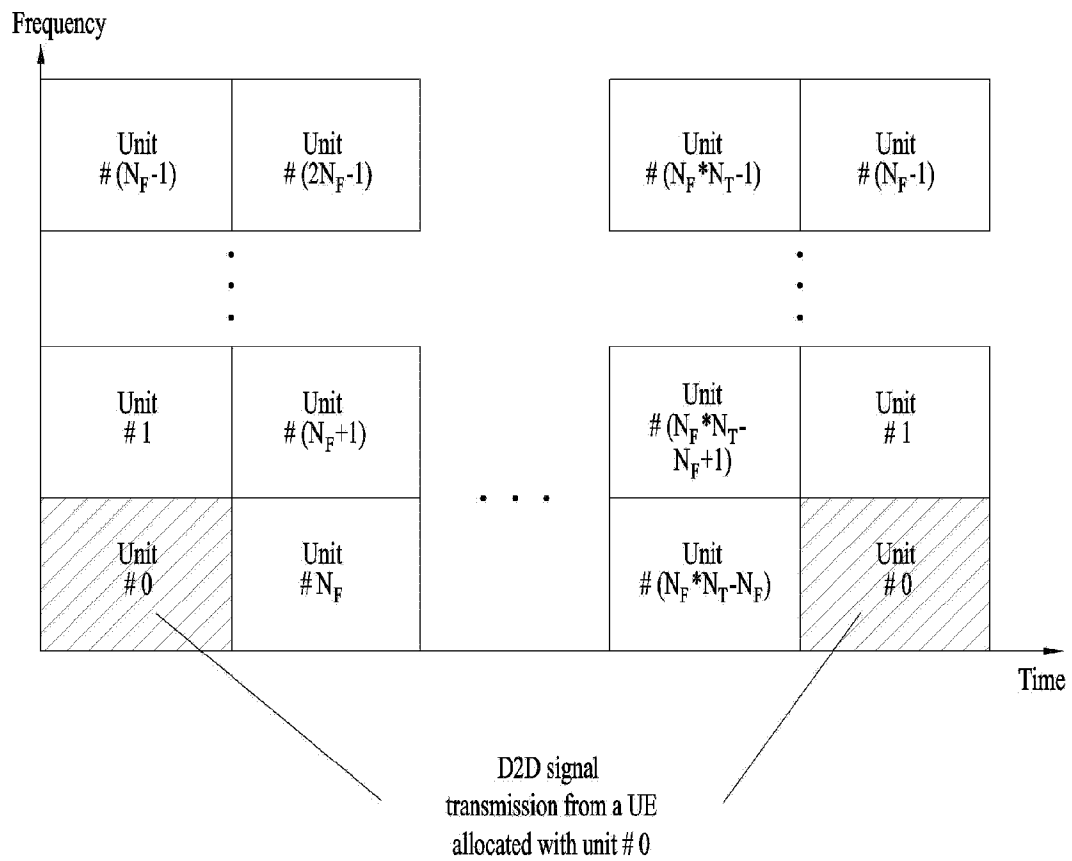 Frequency
Unit
# (N_F-1)
Unit
# (2N_F-1)
Unit
# (N_F*N_T-1)
Unit
# (N_F-1)
Unit
# 1
Unit
# (N_F+1)
Unit
# (N_F*N_T-
N_F+1)
Unit
# 1
Unit
# 0
Unit
# N_F
Unit
# (N_F*N_T-N_F)
Unit
# 0
Time
D2D signal
transmission from a UE
allocated with unit # 0